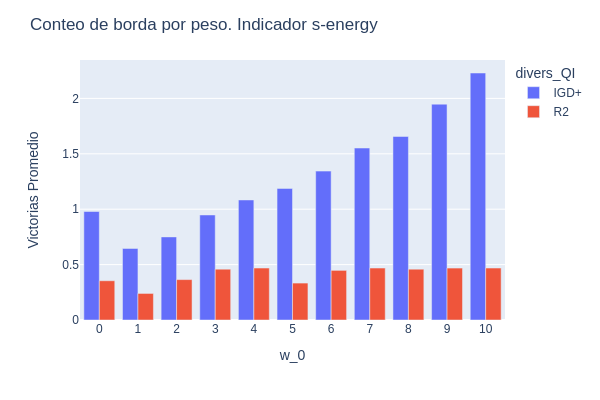 Conteo de borda por peso. Indicador s-energy
divers_QI
IGD+
R2
Victorias Promedio
2
1.5
1
0.5
0
0 1 2 3 4 5 6 7 8 9 10
w_0